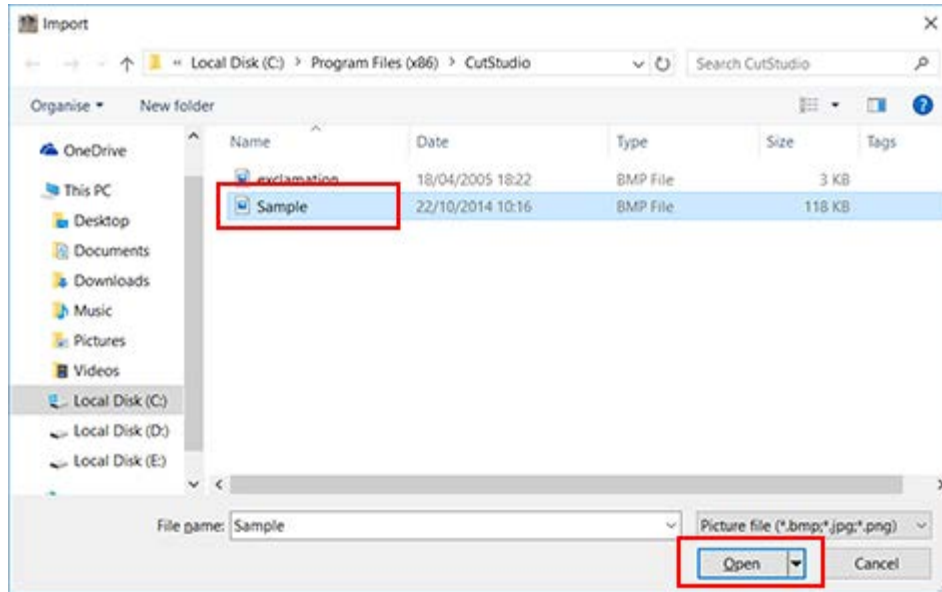 Import
« Local Disk (C:) > Program Files (x86) > CutStudio
Search CutStudio
Organise
New folder
Name
Date
Type
Size
Tags
exclamation
18/04/2005 18:22
BMP File
3 KB
Sample
22/10/2014 10:16
BMP File
118 KB
OneDrive
This PC
Desktop
Documents
Downloads
Music
Pictures
Videos
Local Disk (C:)
Local Disk (D:)
Local Disk (E:)
File name: Sample
Picture file (*.bmp;*.jpg;*.png)
Open
Cancel